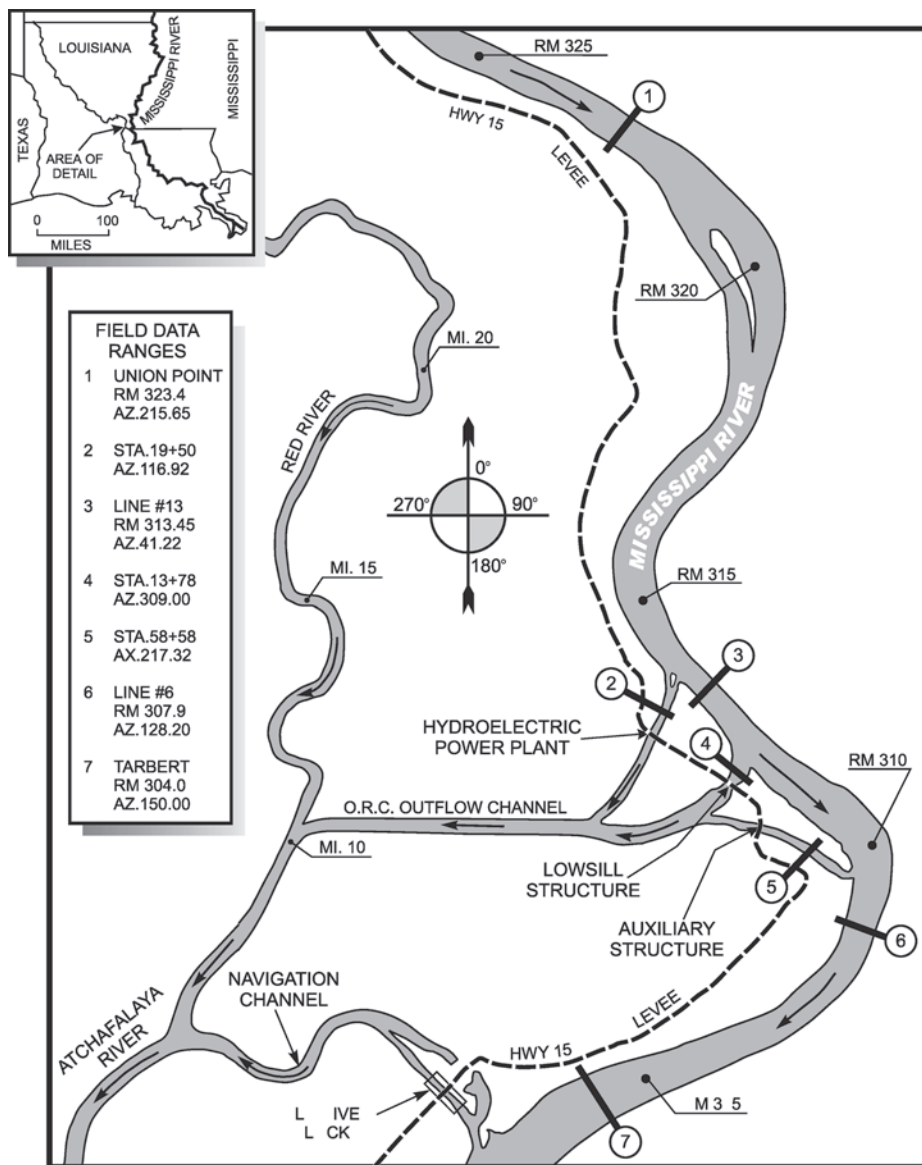 LOUISIANA
MISSISSIPPI RIVER
MISSISSIPPI
TEXAS
AREA OF
DETAIL
0 100
MILES
RM 325
1
HWY 15
LEVEE
RM 320
FIELD DATA
RANGES
1 UNION POINT
RM 323.4
AZ.215.65
2 STA.19+50
AZ.116.92
3 LINE #13
RM 313.45
AZ.41.22
4 STA.13+78
AZ.309.00
5 STA.58+58
AX.217.32
6 LINE #6
RM 307.9
AZ.128.20
7 TARBERT
RM 304.0
AZ.150.00
MI. 20
RED RIVER
0°
270° 90°
180°
MISSISSIPPI RIVER
MI. 15
RM 315
2
3
HYDROELECTRIC
POWER PLANT
4
RM 310
O.R.C. OUTFLOW CHANNEL
MI. 10
LOWSILL
STRUCTURE
5
AUXILIARY
STRUCTURE
6
NAVIGATION
CHANNEL
LEVEE
ATCHAFALAYA
RIVER
HWY 15
L IVE
L CK
M 3 5
7